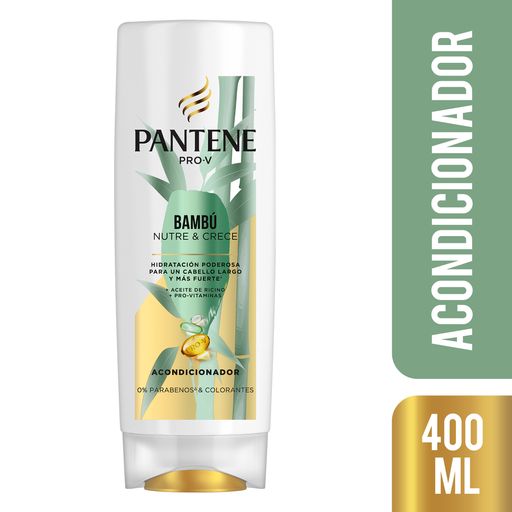 PANTENE
PRO-V
BAMBÚ
NUTRE & CRECE
HIDRATACIÓN PODEROSA
PARA UN CABELLO LARGO
Y MÁS FUERTE*
+ ACEITE DE RICINO
+ PRO-VITAMINAS
PRO-V
ACONDICIONADOR
0% PARABENOS^ & COLORANTES
ACONDICIONADOR
400
ML